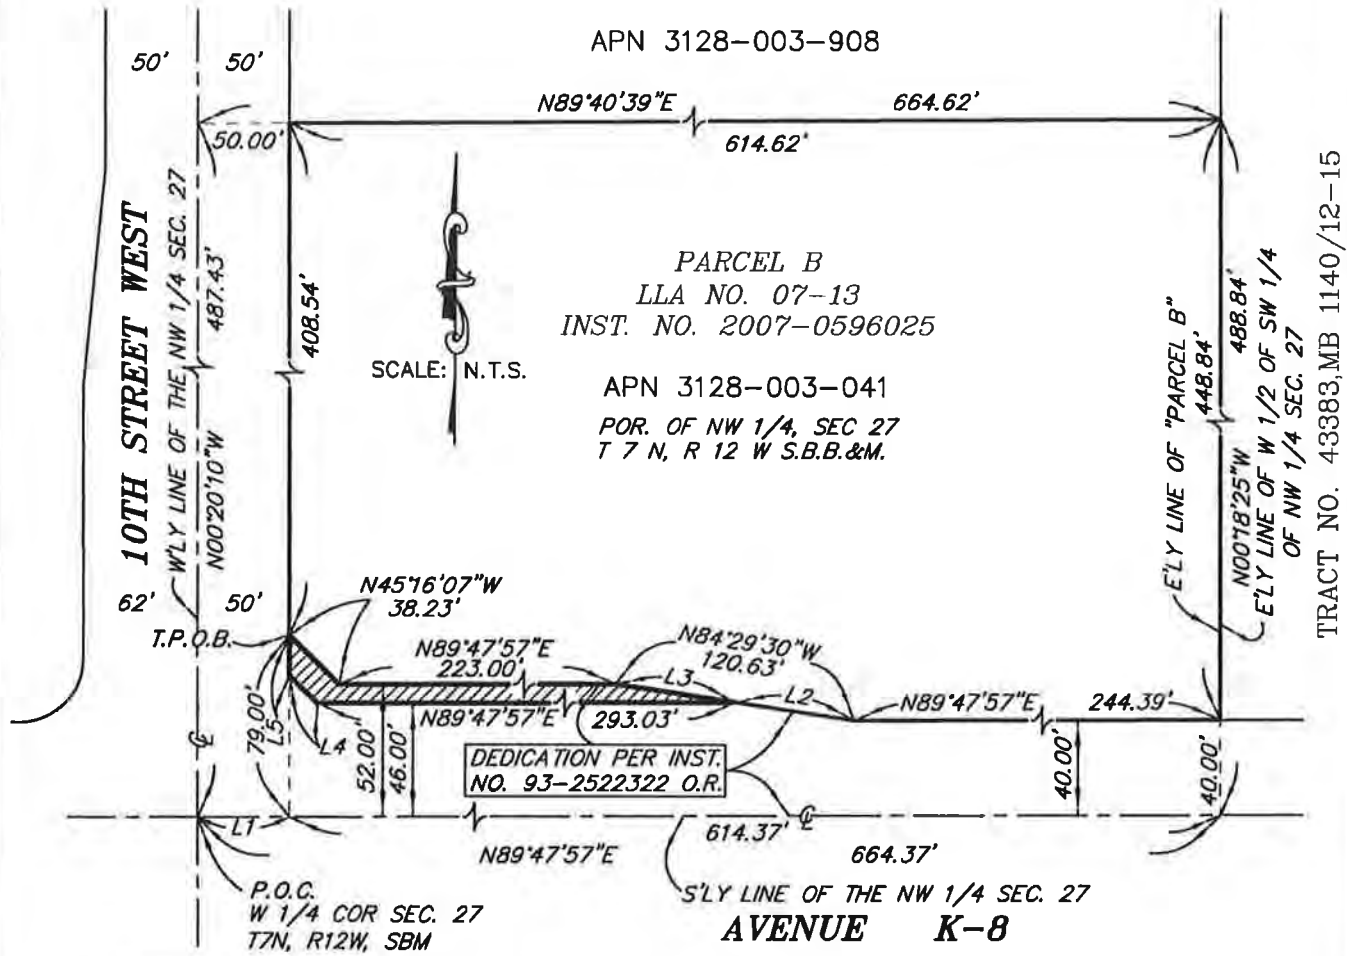 APN 3128-003-908
50'
50'
N89°40'39"E
664.62'
50.00'
614.62'
10TH STREET WEST
W'LY LINE OF THE NW 1/4 SEC. 27
N00°20'10"W
487.43'
408.54'
SCALE: N.T.S.
PARCEL B
LLA NO. 07-13
INST. NO. 2007-0596025
APN 3128-003-041
POR. OF NW 1/4, SEC 27
T 7 N, R 12 W S.B.B.&M.
E'LY LINE OF "PARCEL B"
448.84'
N00°18'25"W
488.84'
E'LY LINE OF W 1/2 OF SW 1/4
OF NW 1/4 SEC. 27
TRACT NO. 43383,MB 1140/12-15
62'
50'
T.P.O.B.
N45°16'07"W
38.23'
N89°47'57"E
223.00'
N84°29'30"W
120.63'
L3
L2
N89°47'57"E
244.39'
79.00'
L5
L4
52.00"
46.00'
N89°47'57"E
293.03'
DEDICATION PER INST.
NO. 93-2522322 O.R.
40.00'
40.00'
℄
L1
N89°47'57"E
614.37'
℄
664.37'
P.O.C.
W 1/4 COR SEC. 27
T7N, R12W, SBM
S'LY LINE OF THE NW 1/4 SEC. 27
AVENUE K-8